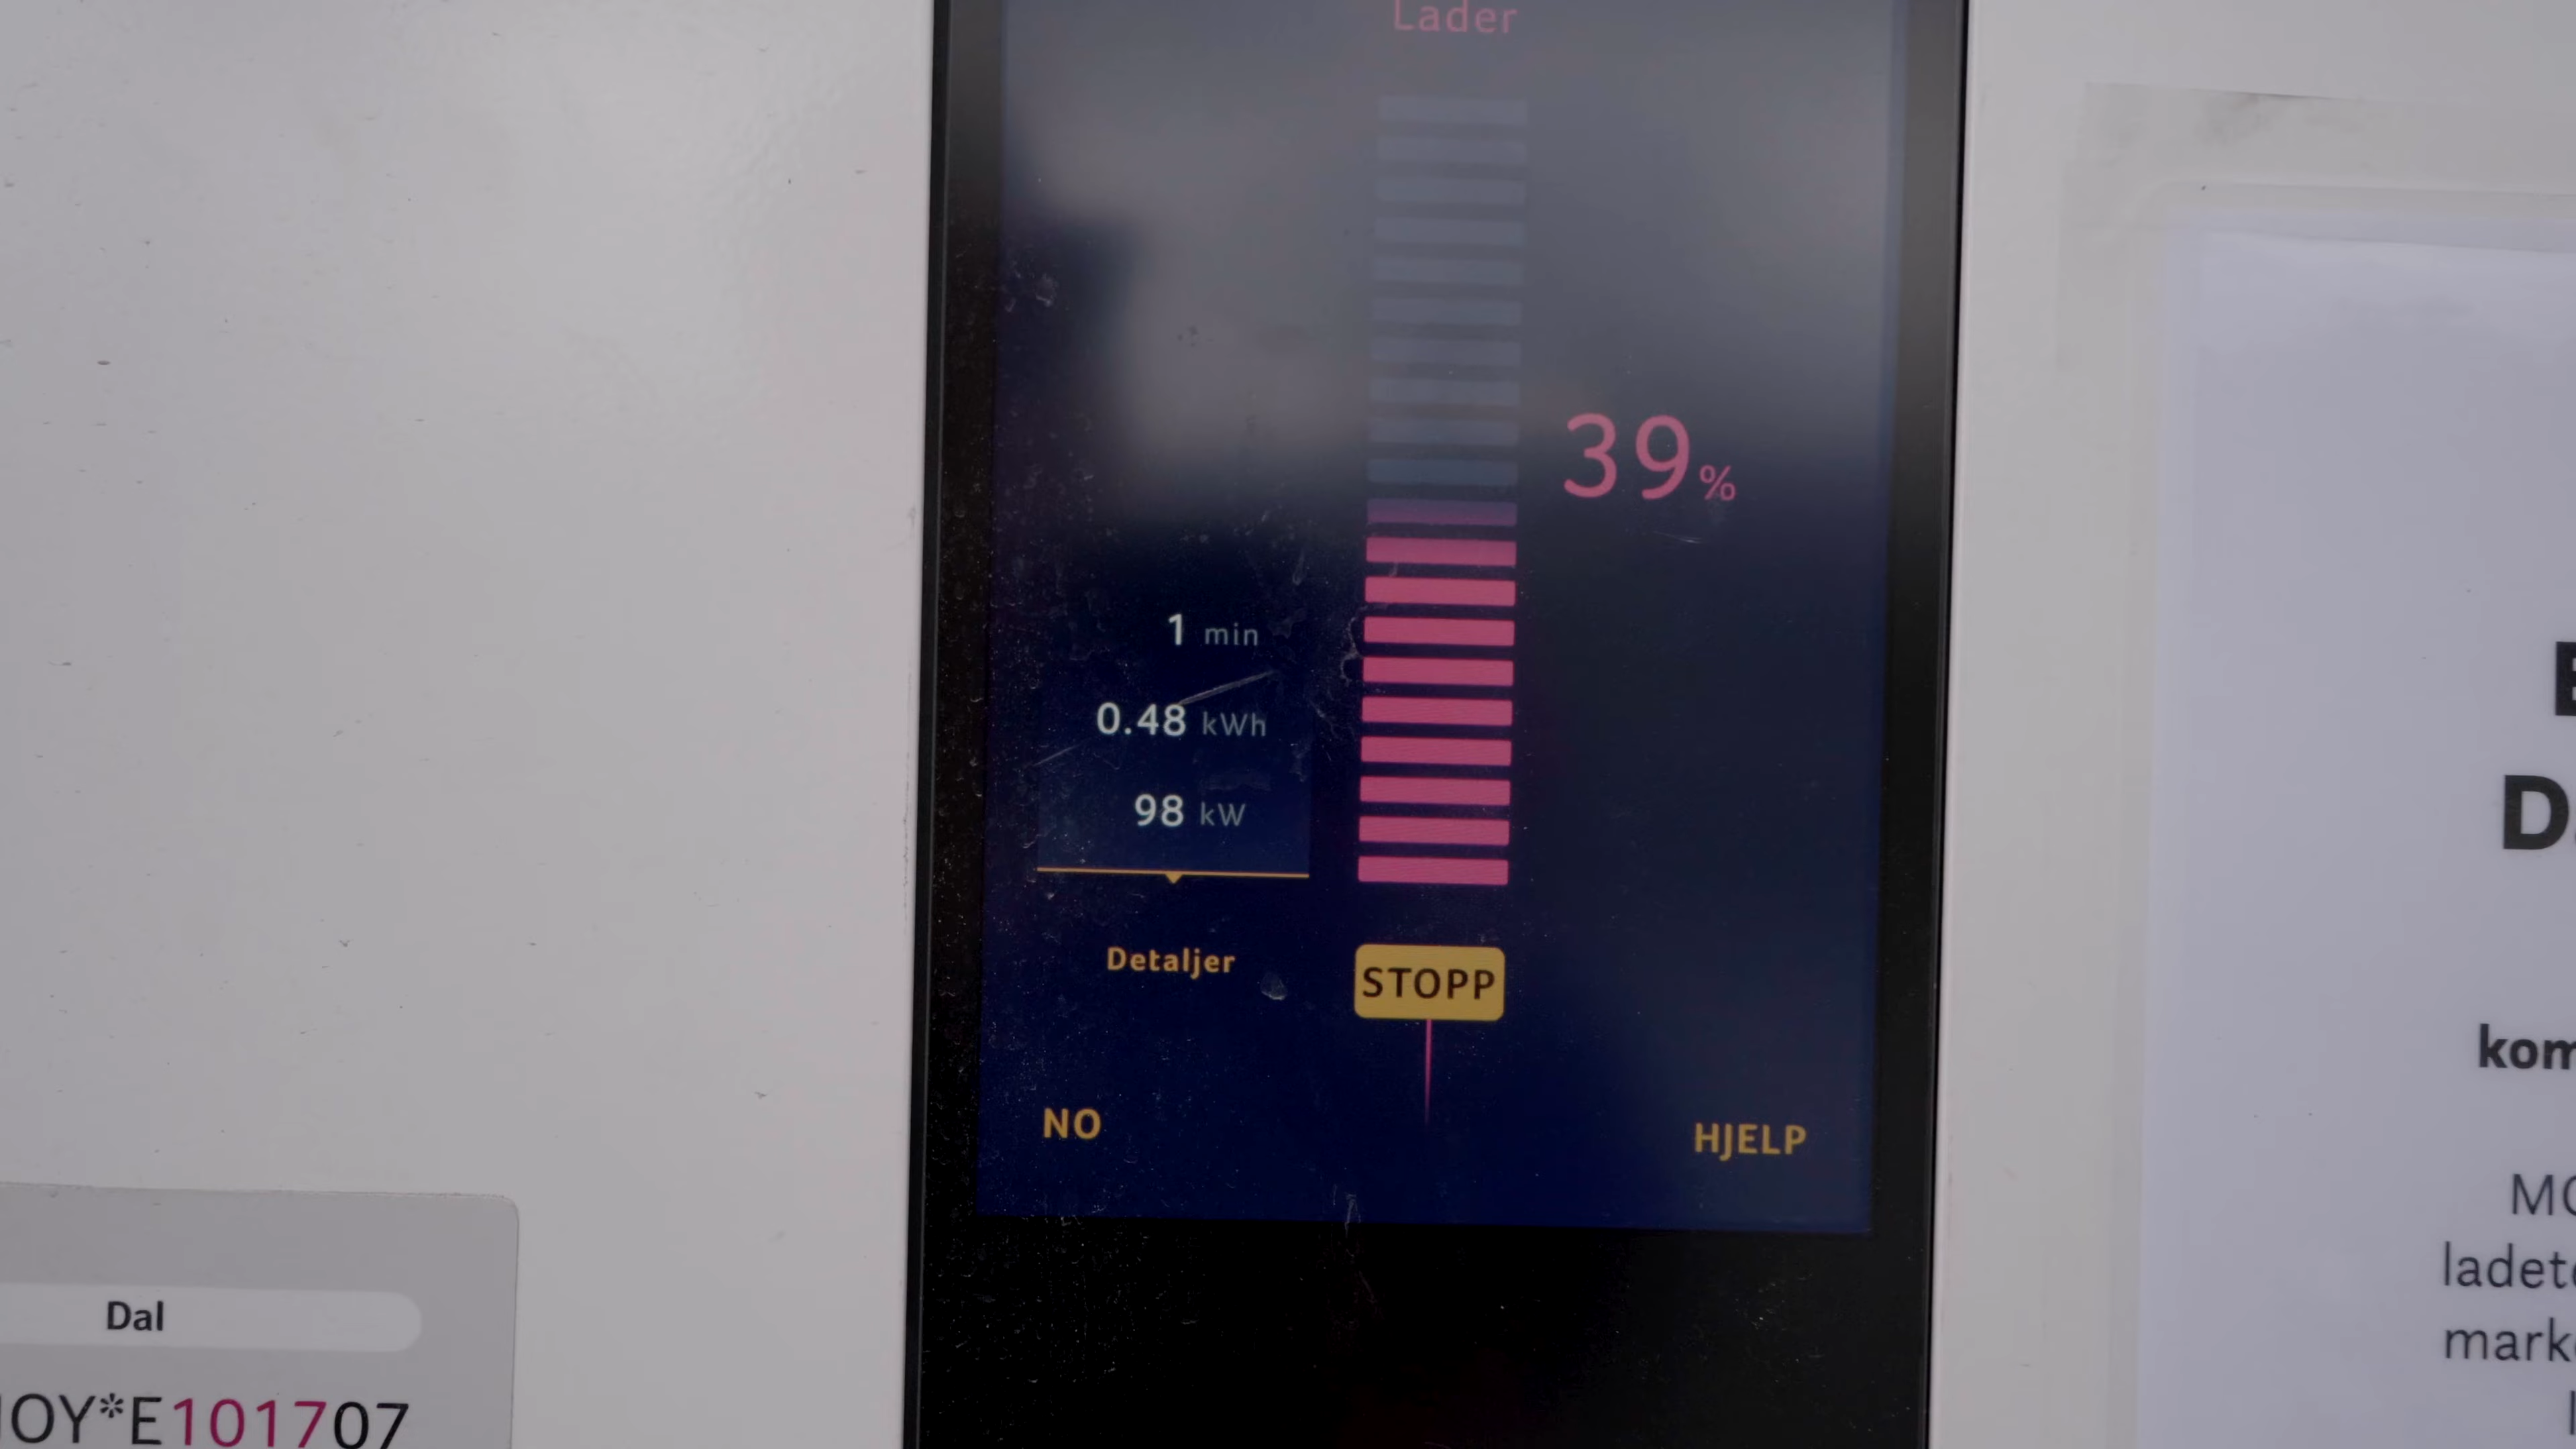 Lader
39%
1 min
0.48 kWh
98 kW
Detaljer
STOPP
NO
HJELP
Dal
OY*E101707
kom
MO
ladet
mark